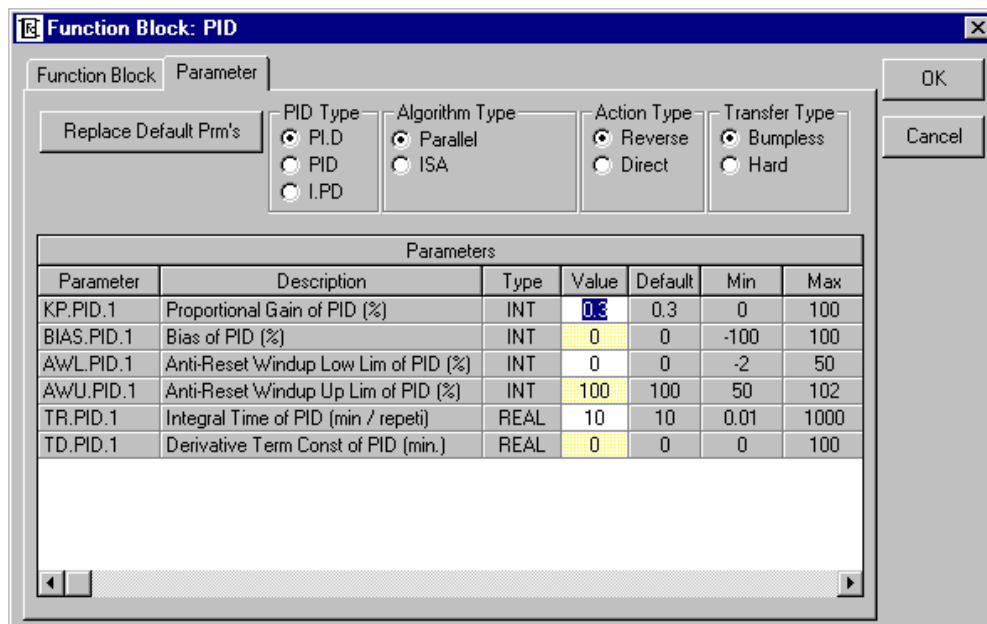 Function Block: PID
Function Block Parameter
OK
Cancel
Replace Default Prm's
PID Type
PI.D
PID
I.PD
Algorithm Type
Parallel
ISA
Action Type
Reverse
Direct
Transfer Type
Bumpless
Hard
Parameters
Parameter Description Type Value Default Min Max
KP.PID.1 Proportional Gain of PID (%) INT 0.3 0.3 0 100
BIAS.PID.1 Bias of PID (%) INT 0 0 -100 100
AWL.PID.1 Anti-Reset Windup Low Lim of PID (%) INT 0 0 -2 50
AWU.PID.1 Anti-Reset Windup Up Lim of PID (%) INT 100 100 50 102
TR.PID.1 Integral Time of PID (min / repeti) REAL 10 10 0.01 1000
TD.PID.1 Derivative Term Const of PID (min.) REAL 0 0 0 100